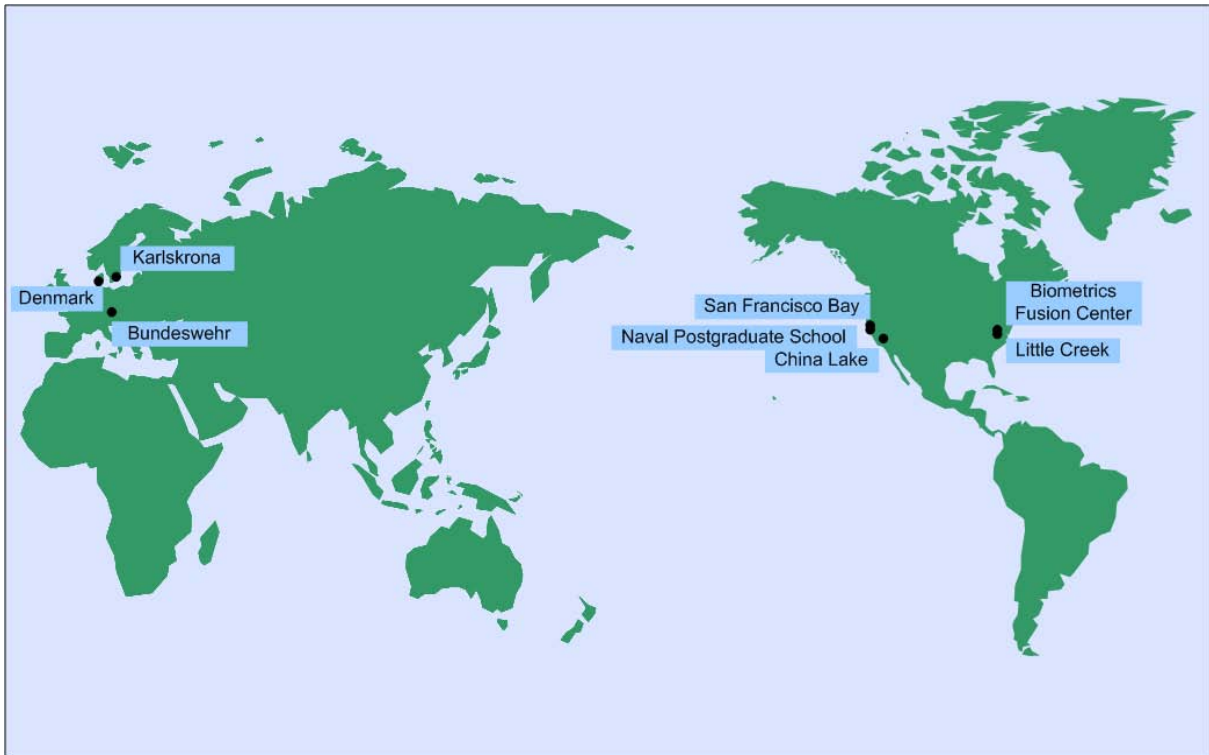 Karlskrona
Denmark
Bundeswehr
San Francisco Bay
Naval Postgraduate School
China Lake
Biometrics
Fusion Center
Little Creek